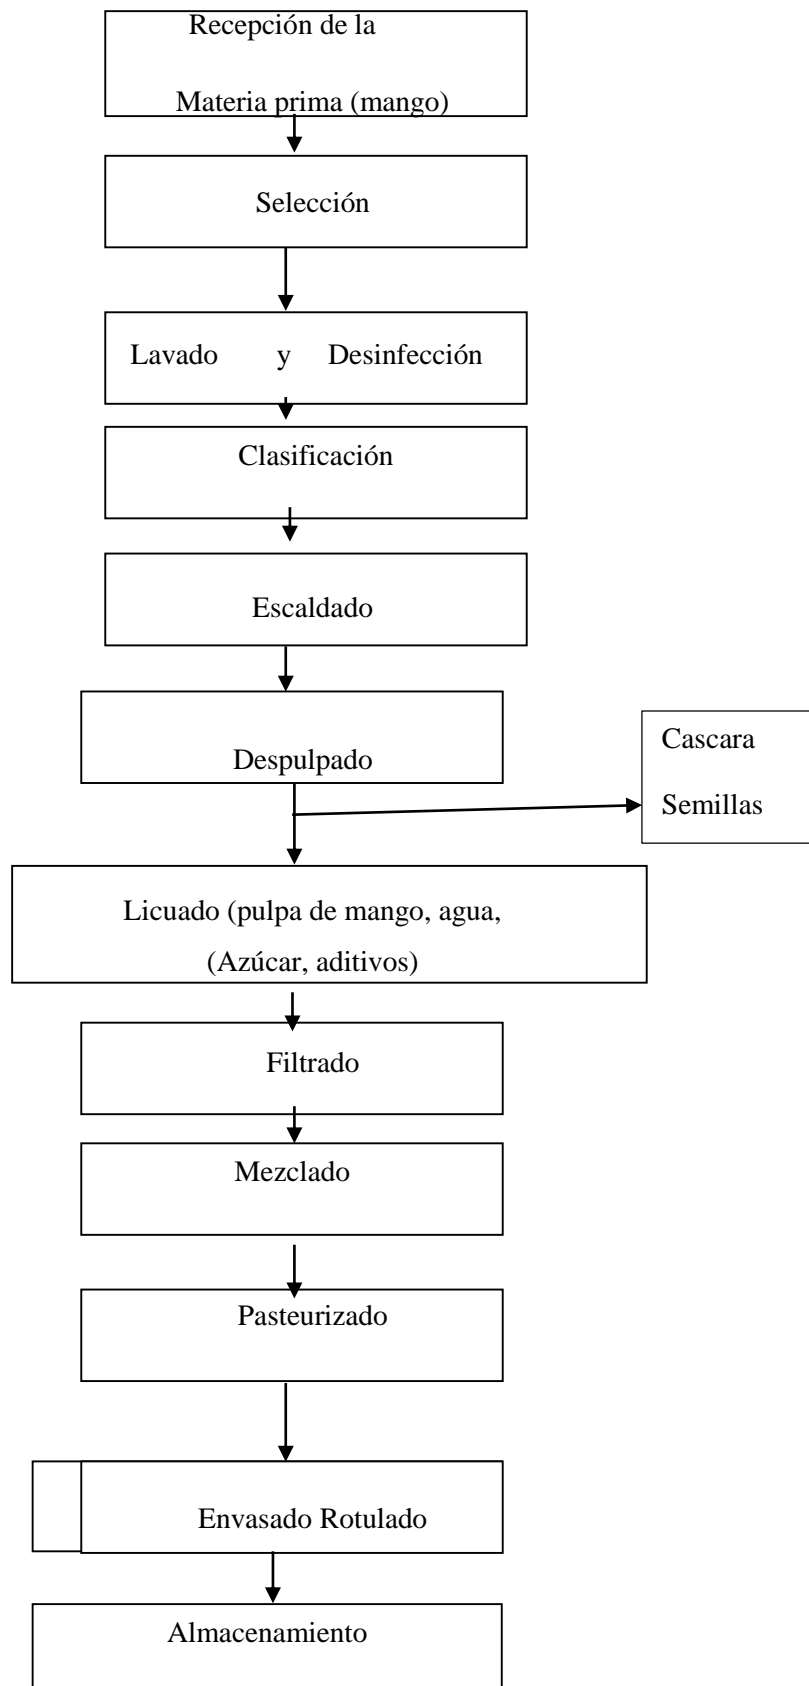 Recepción de la
Materia prima (mango)
Selección
Lavado y Desinfección
Clasificación
Escaldado
Despulpado
Cascara
Semillas
Licuado (pulpa de mango, agua,
(Azúcar, aditivos)
Filtrado
Mezclado
Pasteurizado
Envasado Rotulado
Almacenamiento